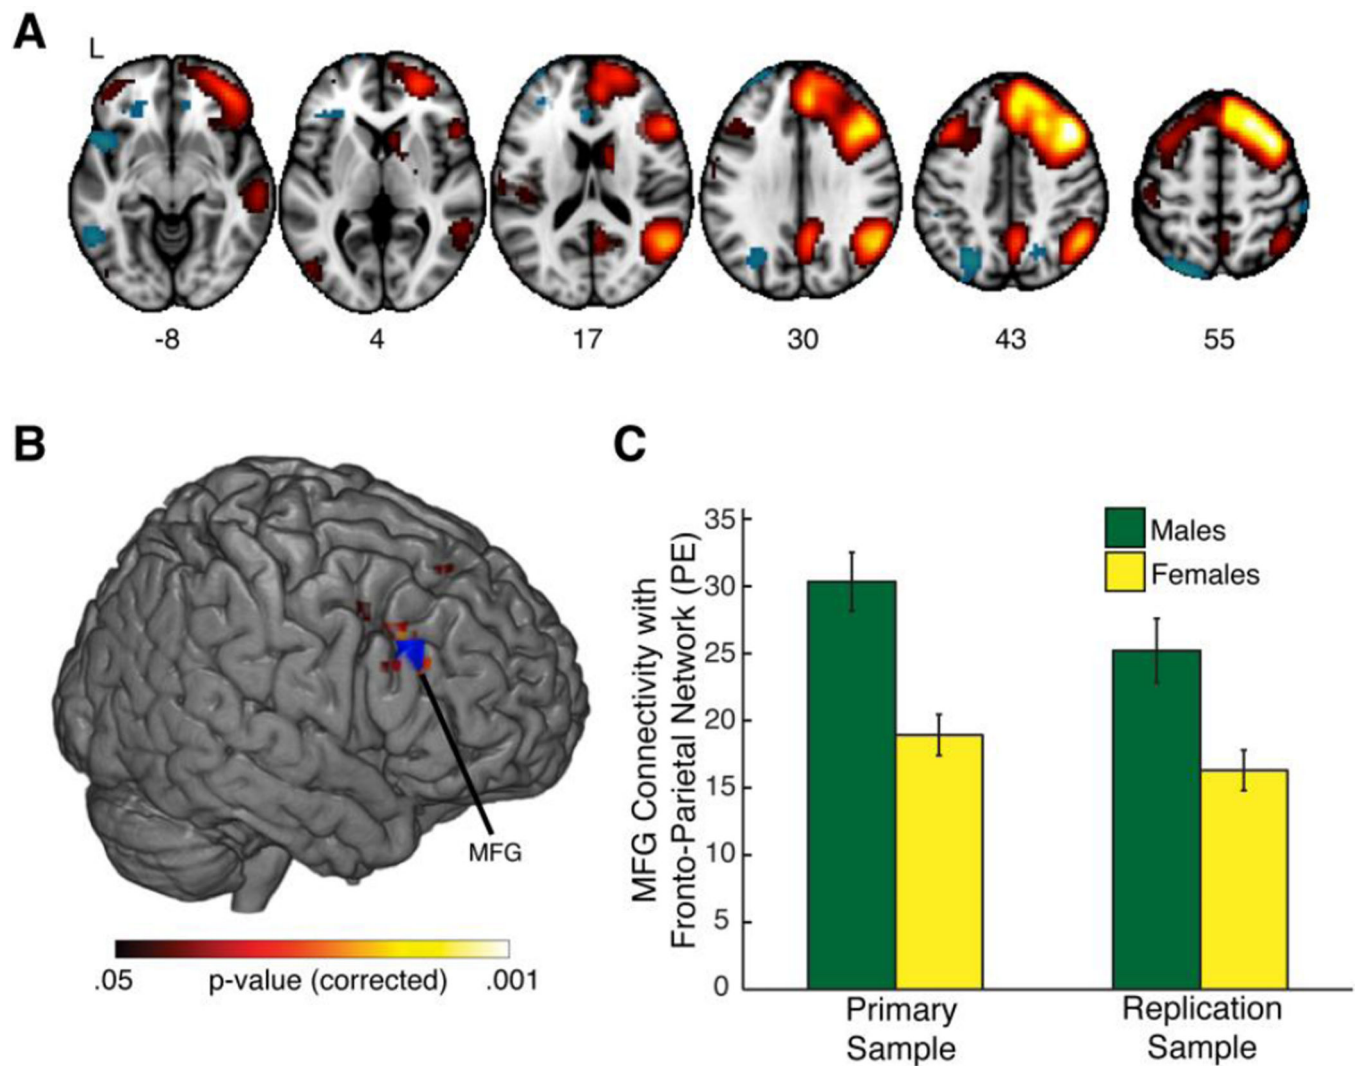 A
L
-8 4 17 30 43 55
B
MFG
.05 p-value (corrected) .001
C
MFG Connectivity with
Fronto-Parietal Network (PE)
35
30
25
20
15
10
5
0
Males
Females
Primary
Sample
Replication
Sample